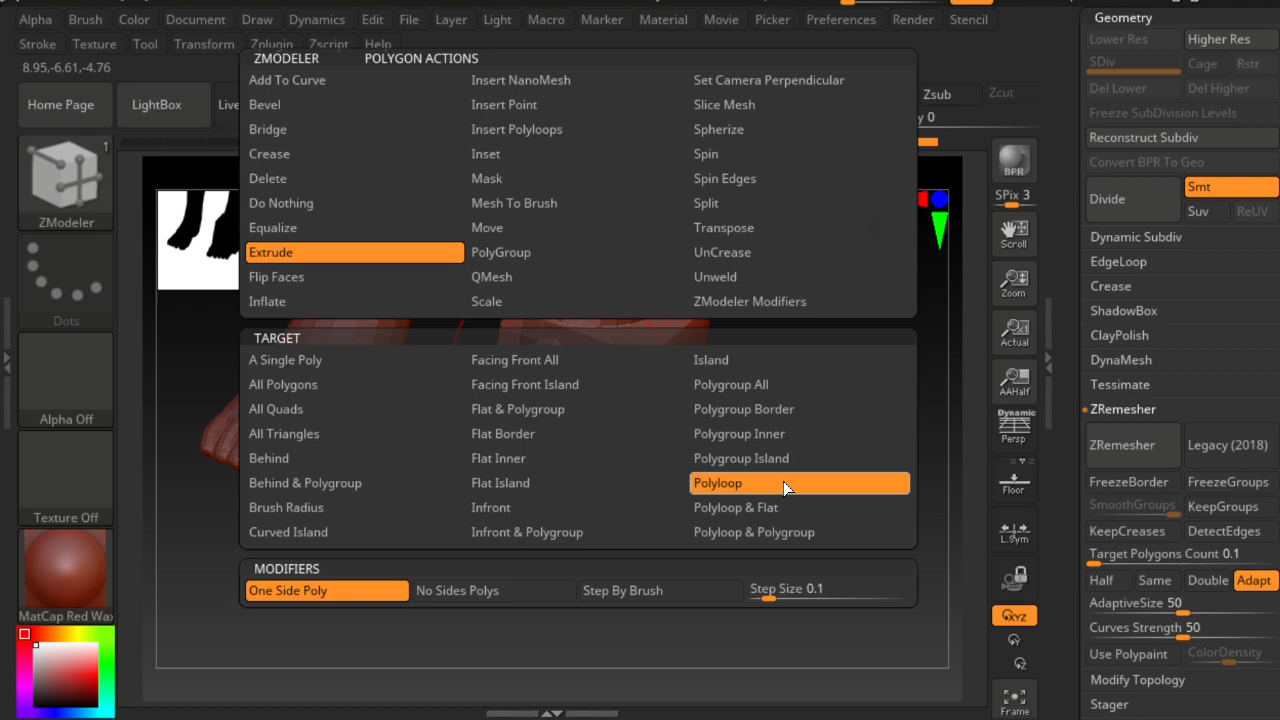 Alpha Brush Color Document Draw Dynamics Edit File Layer Light Macro Marker Material Movie Picker Preferences Render Stencil
Stroke Texture Tool Transform Zplugin Zscript Help
8.95,-6.61,-4.76
Home Page
LightBox
Live
Zsub
Zcut
y 0
1
ZModeler
Dots
Alpha Off
Texture Off
MatCap Red Wax
ZMODELER POLYGON ACTIONS
Add To Curve Insert NanoMesh Set Camera Perpendicular
Bevel Insert Point Slice Mesh
Bridge Insert Polyloops Spherize
Crease Inset Spin
Delete Mask Spin Edges
Do Nothing Mesh To Brush Split
Equalize Move Transpose
Extrude PolyGroup UnCrease
Flip Faces QMesh Unweld
Inflate Scale ZModeler Modifiers
TARGET
A Single Poly Facing Front All Island
All Polygons Facing Front Island Polygroup All
All Quads Flat & Polygroup Polygroup Border
All Triangles Flat Border Polygroup Inner
Behind Flat Inner Polygroup Island
Behind & Polygroup Flat Island Polyloop
Brush Radius Infront Polyloop & Flat
Curved Island Infront & Polygroup Polyloop & Polygroup
MODIFIERS
One Side Poly No Sides Polys Step By Brush Step Size 0.1
BPR
SPix 3
Scroll
Zoom
Actual
AAHalf
Dynamic
Persp
Floor
L.Sym
XYZ
Frame
Geometry
Lower Res Higher Res
SDiv Cage Rstr
Del Lower Del Higher
Freeze SubDivision Levels
Reconstruct Subdiv
Convert BPR To Geo
Divide Smt
Suv ReUV
Dynamic Subdiv
EdgeLoop
Crease
ShadowBox
ClayPolish
DynaMesh
Tessimate
ZRemesher
ZRemesher Legacy (2018)
FreezeBorder FreezeGroups
SmoothGroups KeepGroups
KeepCreases DetectEdges
Target Polygons Count 0.1
Half Same Double Adapt
AdaptiveSize 50
Curves Strength 50
Use Polypaint ColorDensity
Modify Topology
Stager